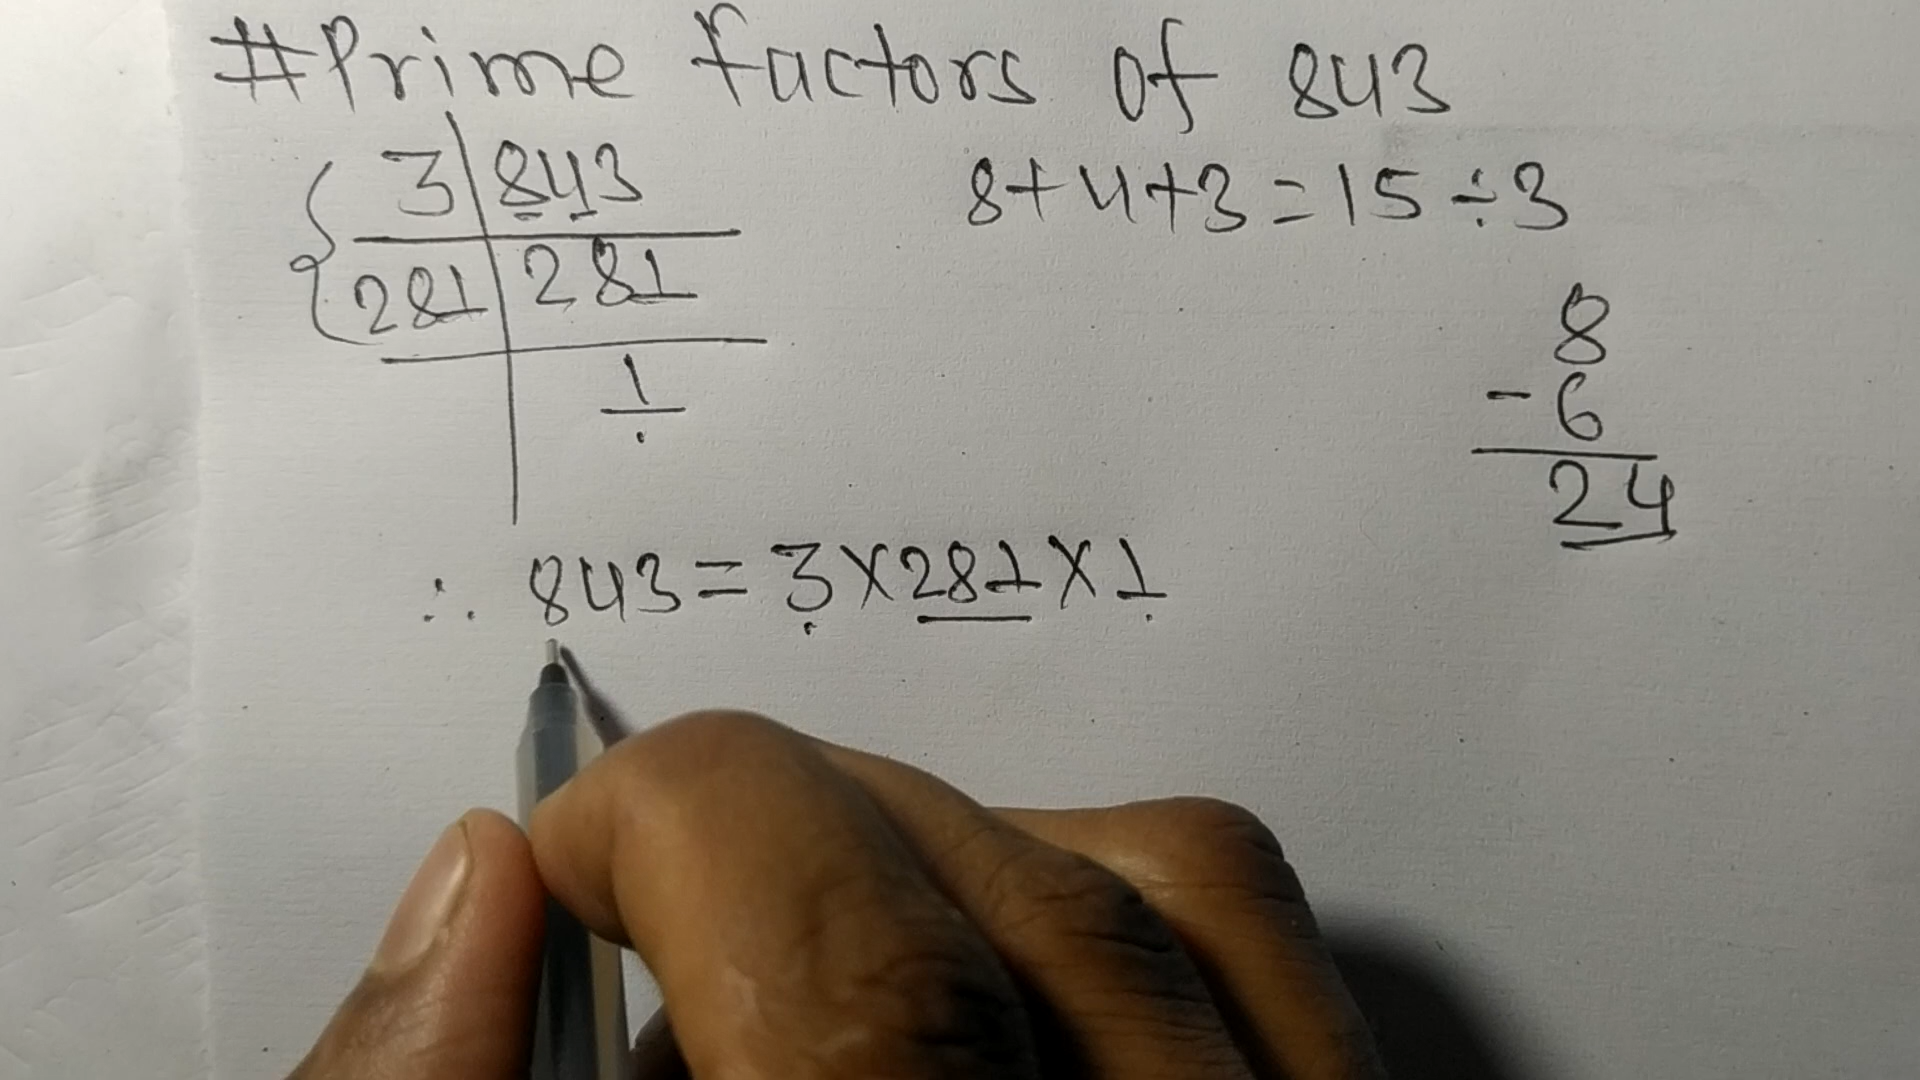 #Prime factors of 843
3 | 843
281 | 281
1
8+4+3=15÷3
8
-6
24
∴ 843=3×281×1